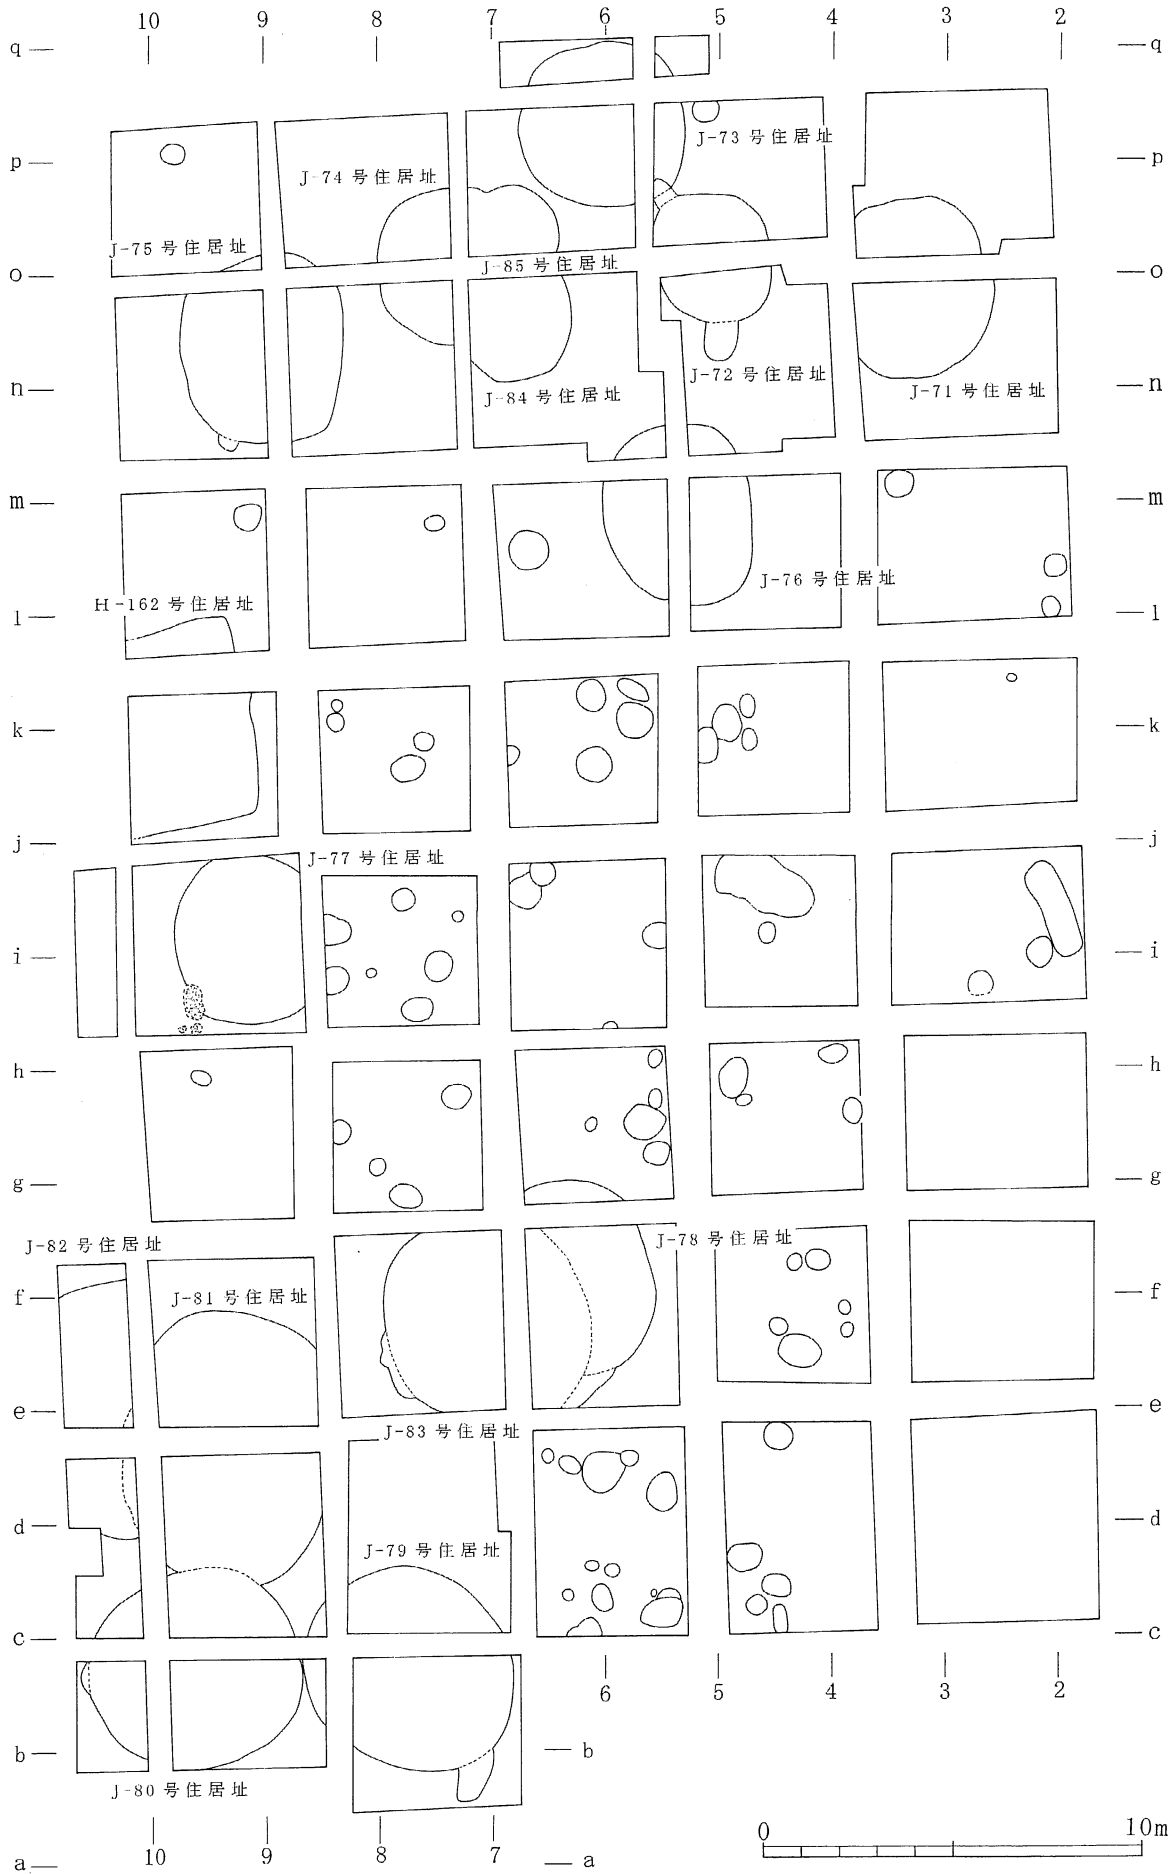 10 9 8 7 6 5 4 3 2
q q
J-73 号住居址
p p
J-74 号住居址
J-75 号住居址
J-85 号住居址
o o
J-72 号住居址
n n
J-84 号住居址
J-71 号住居址
m m
J-76 号住居址
H-162 号住居址
l l
k k
j j
J-77 号住居址
i i
h h
g g
J-82 号住居址
J-78 号住居址
f f
J-81 号住居址
e e
J-83 号住居址
d d
J-79 号住居址
c c
6 5 4 3 2
b b
J-80 号住居址
0 10m
10 9 8 7
a a